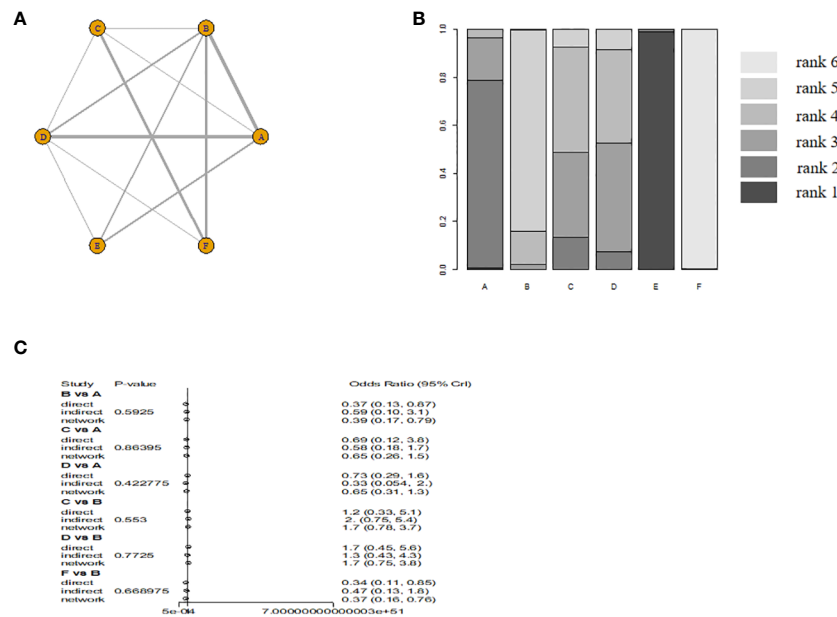 A
C
B
D
A
E
F
B
1.0
0.8
0.6
0.4
0.2
0.0
A B C D E F
rank 6
rank 5
rank 4
rank 3
rank 2
rank 1
C
Study P-value Odds Ratio (95% CrI)
B vs A
direct 0.37 (0.13, 0.87)
indirect 0.5925 0.59 (0.10, 3.1)
network 0.39 (0.17, 0.79)
C vs A
direct 0.69 (0.12, 3.8)
indirect 0.86395 0.58 (0.18, 1.7)
network 0.65 (0.26, 1.5)
D vs A
direct 0.73 (0.29, 1.6)
indirect 0.422775 0.33 (0.054, 2.)
network 0.65 (0.31, 1.3)
C vs B
direct 1.2 (0.33, 5.1)
indirect 0.553 2. (0.75, 5.4)
network 1.7 (0.78, 3.7)
D vs B
direct 1.7 (0.45, 5.6)
indirect 0.7725 1.3 (0.43, 4.3)
network 1.7 (0.75, 3.8)
F vs B
direct 0.34 (0.11, 0.85)
indirect 0.668975 0.47 (0.13, 1.8)
network 0.37 (0.16, 0.76)
5e-04 7.00000000000003e+51